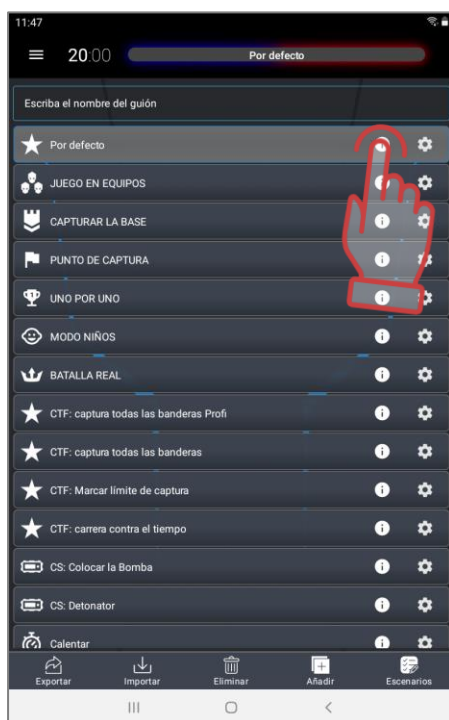 11:47
20:00
Por defecto
Escriba el nombre del guión
Por defecto
JUEGO EN EQUIPOS
CAPTURAR LA BASE
PUNTO DE CAPTURA
UNO POR UNO
MODO NIÑOS
BATALLA REAL
CTF: captura todas las banderas Profi
CTF: captura todas las banderas
CTF: Marcar límite de captura
CTF: carrera contra el tiempo
CS: Colocar la Bomba
CS: Detonator
Calentar
Exportar Importar Eliminar Añadir Escenarios